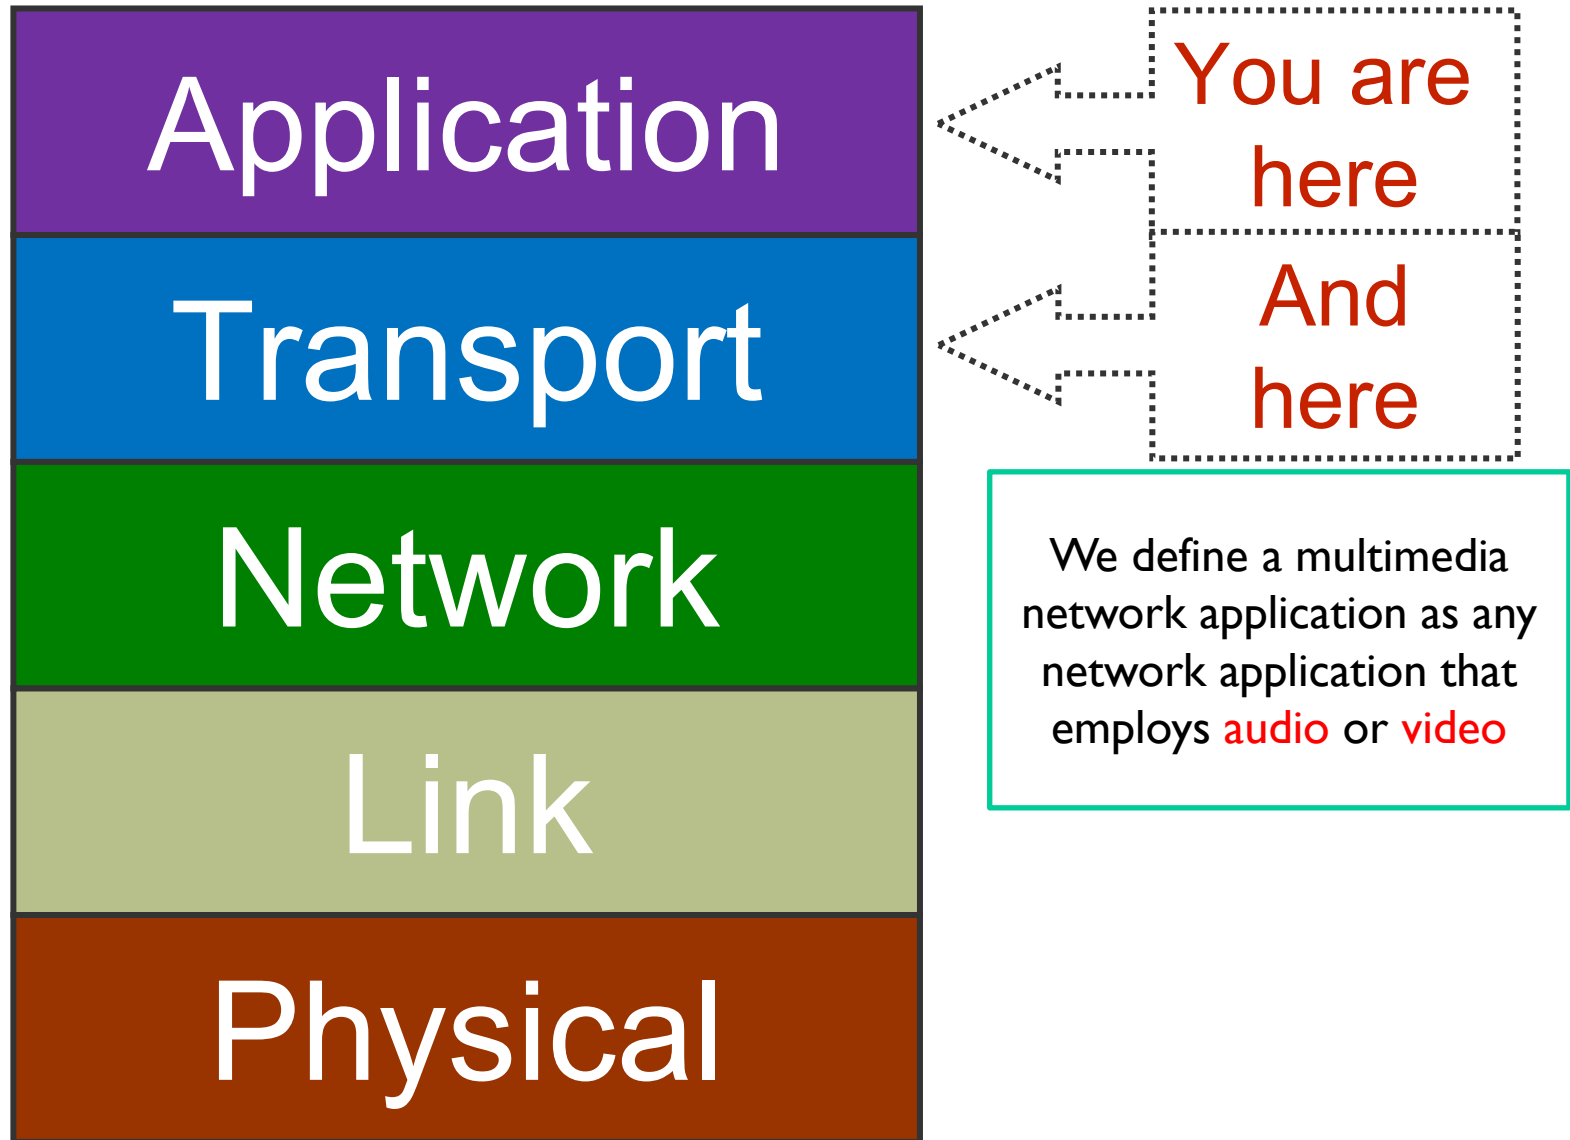 Application
You are
here
Transport
And
here
Network
We define a multimedia
network application as any
network application that
employs audio or video
Link
Physical